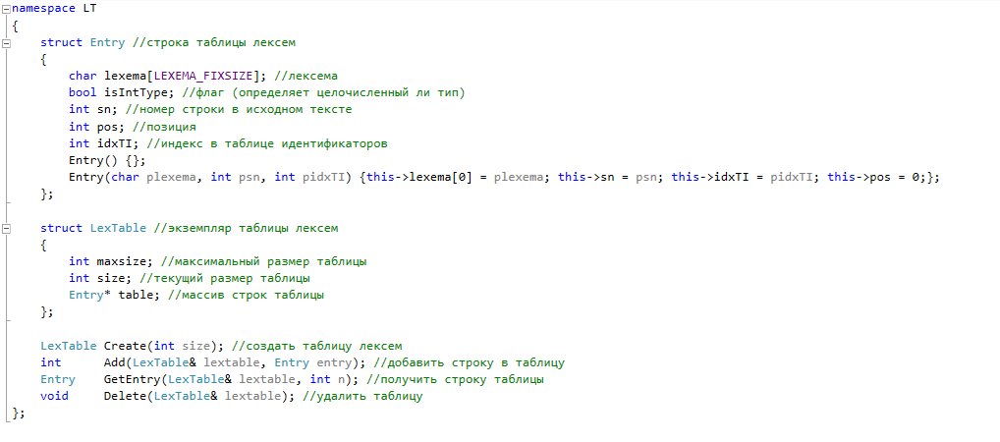 namespace LT
{
    struct Entry //строка таблицы лексем
    {
        char lexema[LEXEMA_FIXSIZE]; //лексема
        bool isIntType; //флаг (определяет целочисленный ли тип)
        int sn; //номер строки в исходном тексте
        int pos; //позиция
        int idxTI; //индекс в таблице идентификаторов
        Entry() {};
        Entry(char plexema, int psn, int pidxTI) {this->lexema[0] = plexema; this->sn = psn; this->idxTI = pidxTI; this->pos = 0;};
    };

    struct LexTable //экземпляр таблицы лексем
    {
        int maxsize; //максимальный размер таблицы
        int size; //текущий размер таблицы
        Entry* table; //массив строк таблицы
    };

    LexTable Create(int size); //создать таблицу лексем
    int      Add(LexTable& lextable, Entry entry); //добавить строку в таблицу
    Entry    GetEntry(LexTable& lextable, int n); //получить строку таблицы
    void     Delete(LexTable& lextable); //удалить таблицу
};